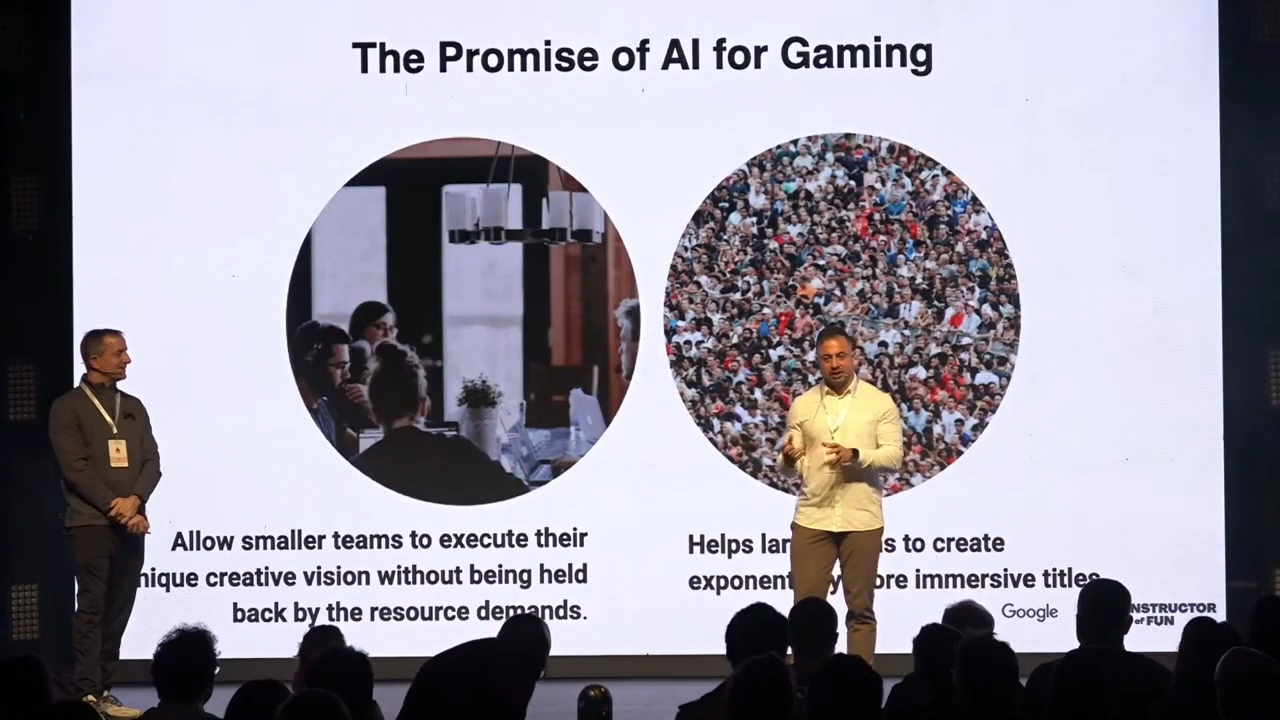 The Promise of AI for Gaming
Allow smaller teams to execute their
nique creative vision without being held
back by the resource demands.
Helps s to create
exponent ore immersive titles
Google
NSTRUCTOR
of FUN